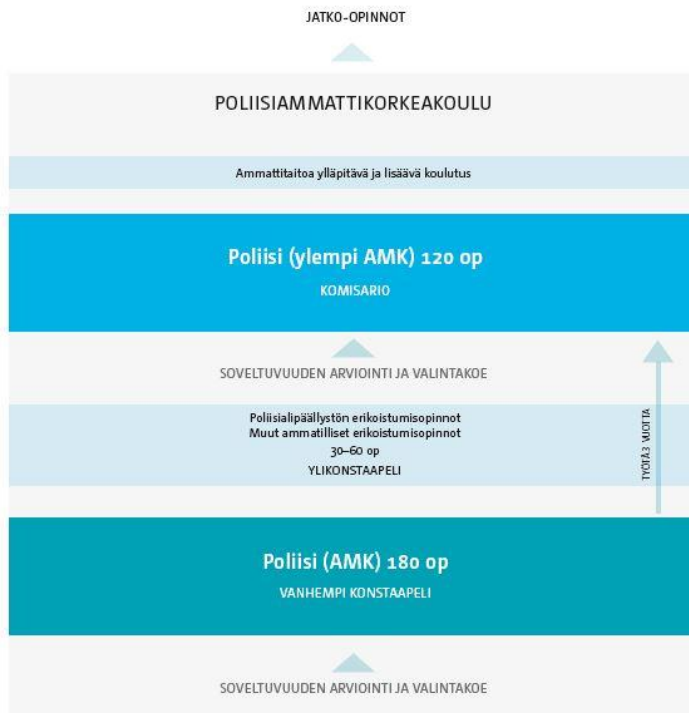 JATKO-OPINNOT
POLIISIAMMATTIKORKEAKOULU
Ammattitaitoa ylläpitävä ja lisäävä koulutus
Poliisi (ylempi AMK) 120 op
KOMISARIO
SOVELTUVUUDEN ARVIOINTI JA VALINTAKOE
Poliisialipäällystön erikoistumisopinnot
Muut ammatilliset erikoistumisopinnot
30–60 op
YLIKONSTAAPELI
TYÖTÄ 3 VUOTTA
Poliisi (AMK) 180 op
VANHEMPI KONSTAAPELI
SOVELTUVUUDEN ARVIOINTI JA VALINTAKOE